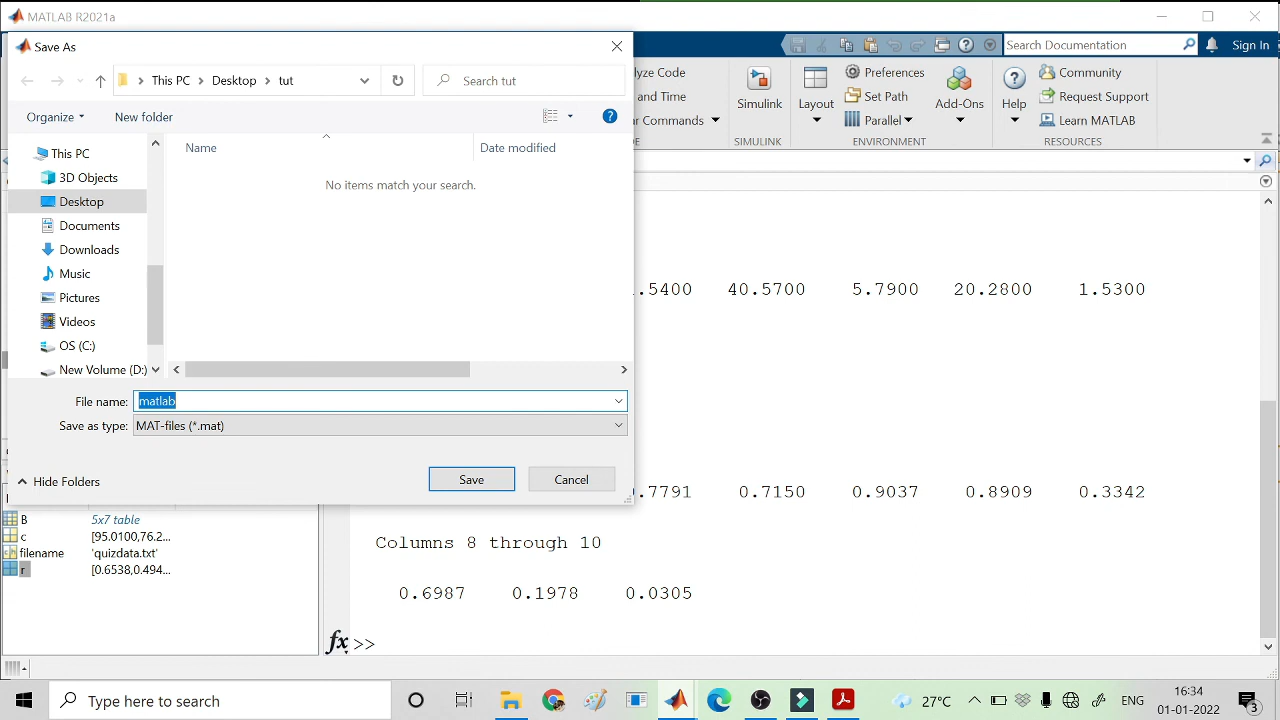 MATLAB R2021a
Save As
This PC > Desktop > tut
Search tut
Organize
New folder
Name
Date modified
No items match your search.
This PC
3D Objects
Desktop
Documents
Downloads
Music
Pictures
Videos
OS (C:)
New Volume (D:)
File name: matlab
Save as type: MAT-files (*.mat)
Hide Folders
Save
Cancel
Search Documentation
Sign In
lyze Code
and Time
ar Commands
Simulink
SIMULINK
Layout
Preferences
Set Path
Parallel
Add-Ons
ENVIRONMENT
Help
Community
Request Support
Learn MATLAB
RESOURCES
.5400 40.5700 5.7900 20.2800 1.5300
.7791 0.7150 0.9037 0.8909 0.3342
Columns 8 through 10
0.6987 0.1978 0.0305
fx >>
B 5x7 table
c [95.0100,76.2...
filename 'quizdata.txt'
r [0.6538,0.494...
Type here to search
27°C
ENG
16:34
01-01-2022
3